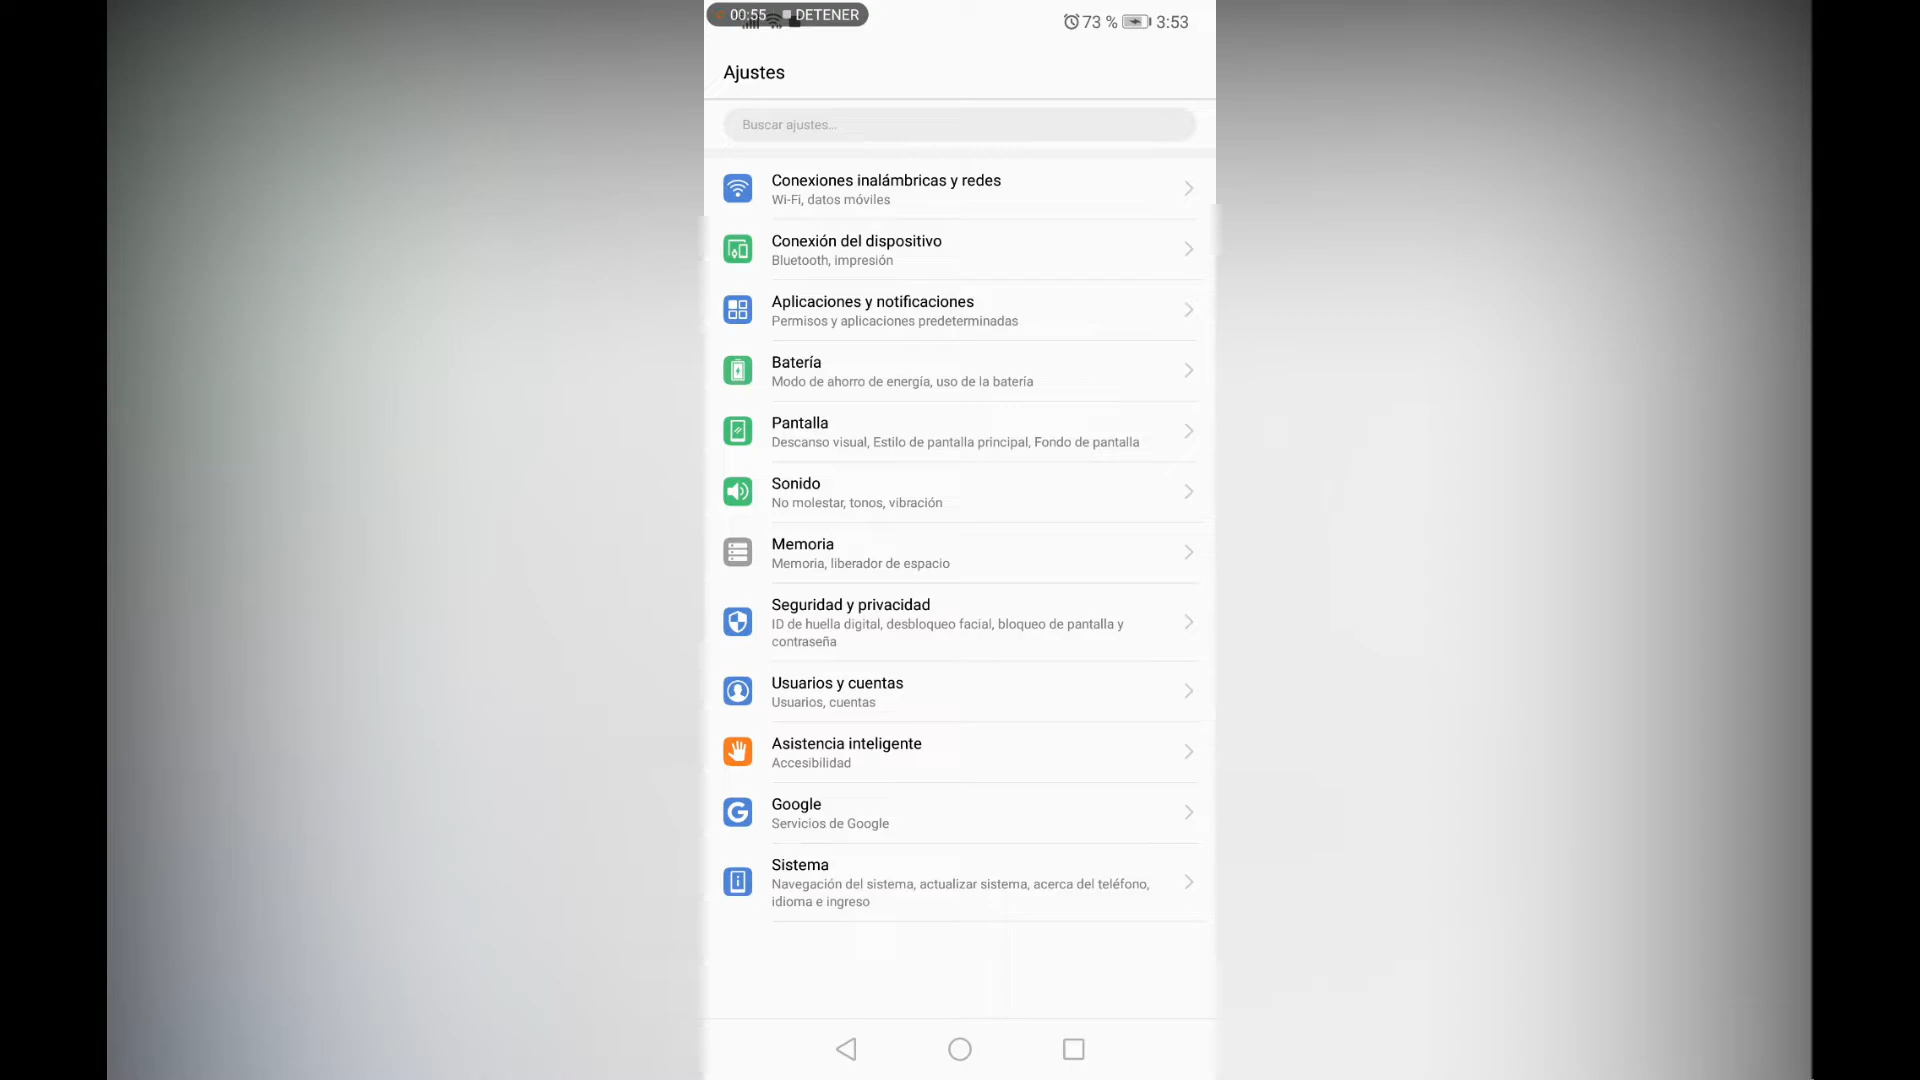 00:55 DETENER
73 % 3:53
Ajustes
Buscar ajustes...
Conexiones inalámbricas y redes
Wi-Fi, datos móviles
Conexión del dispositivo
Bluetooth, impresión
Aplicaciones y notificaciones
Permisos y aplicaciones predeterminadas
Batería
Modo de ahorro de energía, uso de la batería
Pantalla
Descanso visual, Estilo de pantalla principal, Fondo de pantalla
Sonido
No molestar, tonos, vibración
Memoria
Memoria, liberador de espacio
Seguridad y privacidad
ID de huella digital, desbloqueo facial, bloqueo de pantalla y
contraseña
Usuarios y cuentas
Usuarios, cuentas
Asistencia inteligente
Accesibilidad
Google
Servicios de Google
Sistema
Navegación del sistema, actualizar sistema, acerca del teléfono,
idioma e ingreso